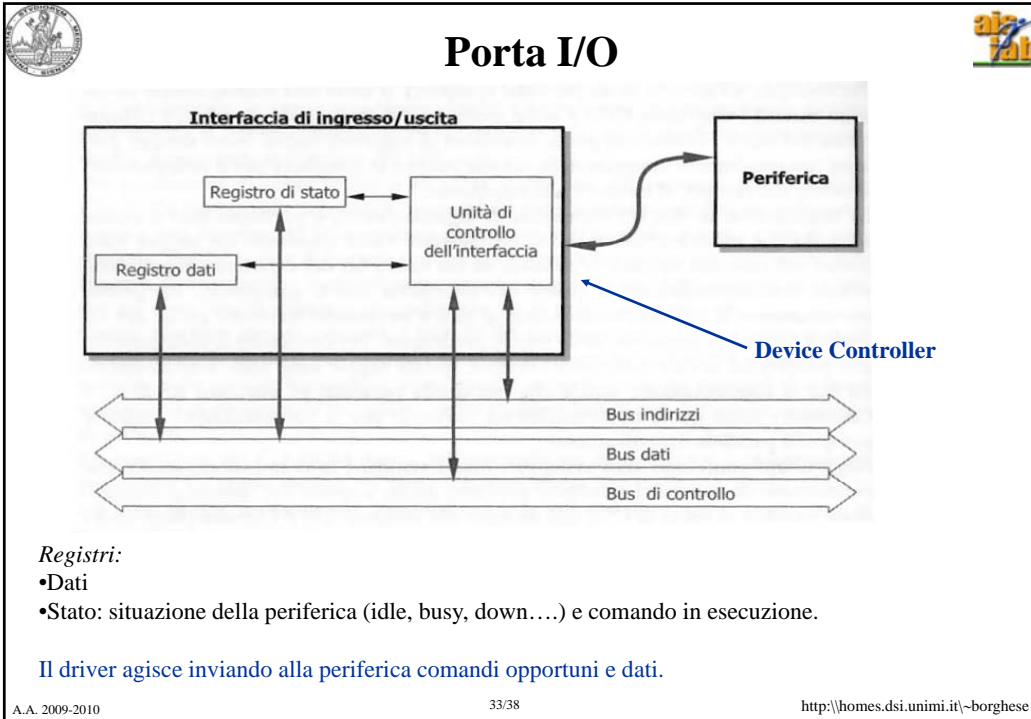 Porta I/O
Interfaccia di ingresso/uscita
Periferica
Registro di stato
Unità di
controllo
dell'interfaccia
Registro dati
Device Controller
Bus indirizzi
Bus dati
Bus di controllo
Registri:
•Dati
•Stato: situazione della periferica (idle, busy, down….) e comando in esecuzione.
Il driver agisce inviando alla periferica comandi opportuni e dati.
A.A. 2009-2010
33/38
http:\\homes.dsi.unimi.it\~borghese